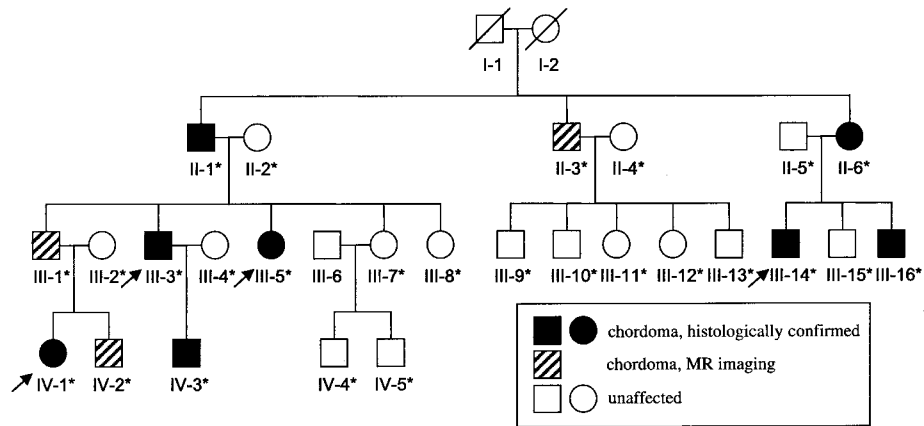 I-1 I-2
II-1* II-2* II-3* II-4* II-5* II-6*
III-1* III-2* III-3* III-4* III-5* III-6 III-7* III-8* III-9* III-10* III-11* III-12* III-13* III-14* III-15* III-16*
chordoma, histologically confirmed
chordoma, MR imaging
unaffected
IV-1* IV-2* IV-3* IV-4* IV-5*